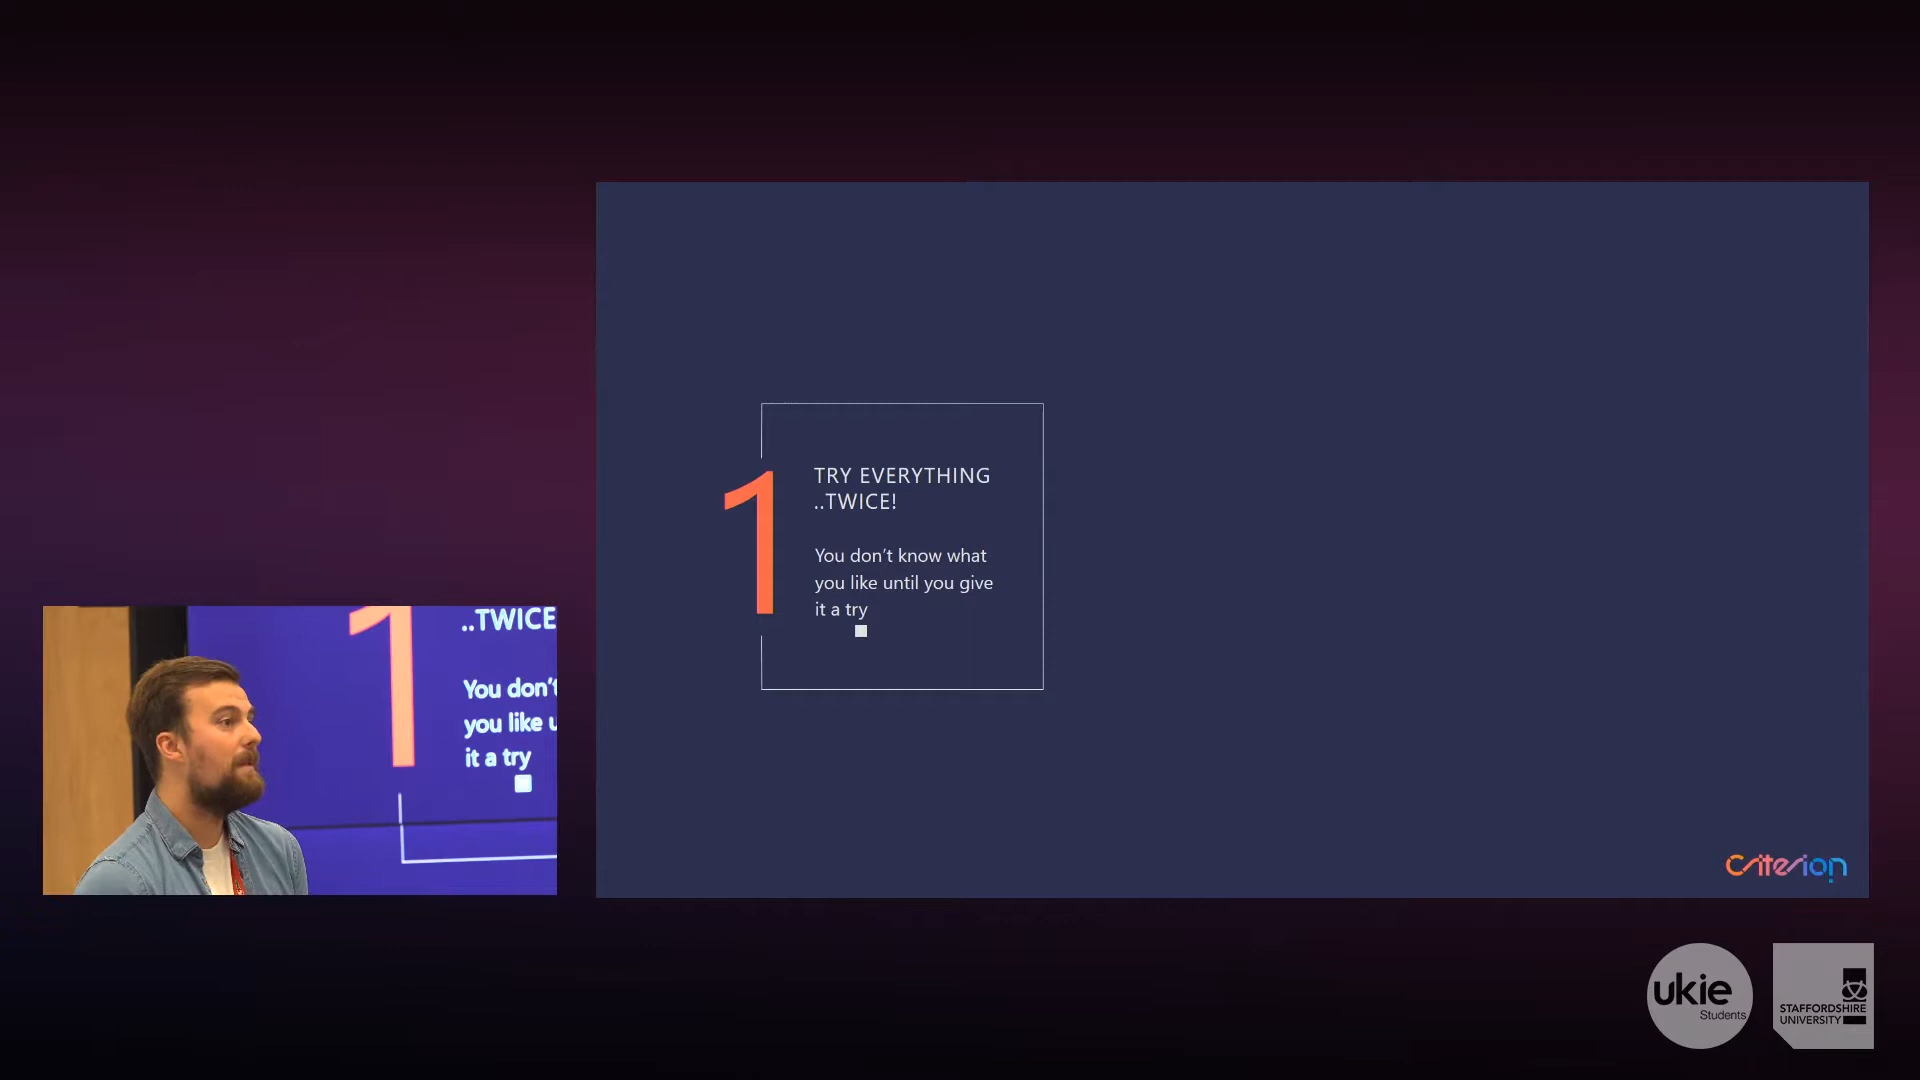 1
TRY EVERYTHING
..TWICE!
You don't know what
you like until you give
it a try
1
..TWICE
You don't
you like u
it a try
criterion
ukie
Students
STAFFORDSHIRE
UNIVERSITY